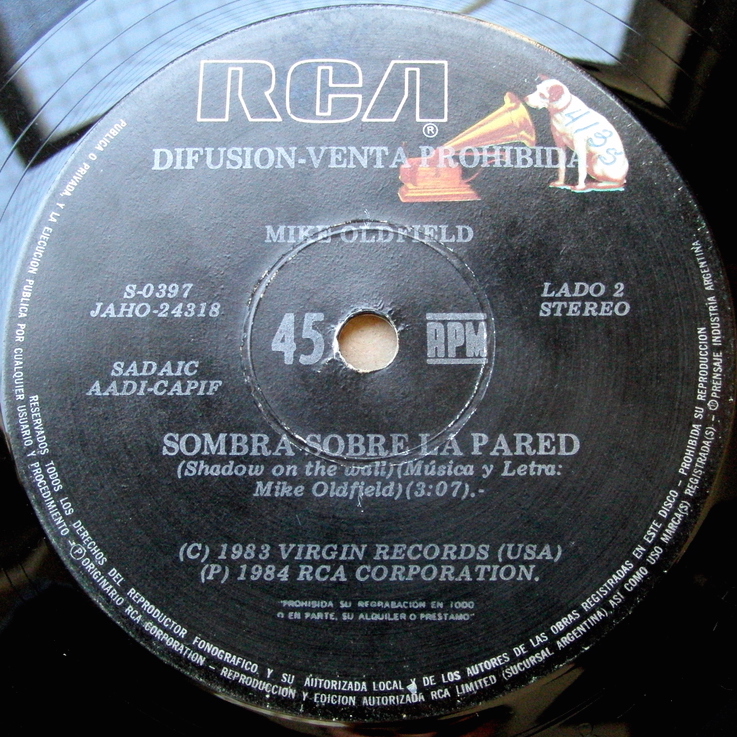 RCA
®
DIFUSION-VENTA PROHIBIDA
4/33
MIKE OLDFIELD
S-0397
JAHO-24318
LADO 2
STEREO
45 RPM
SADAIC
AADI-CAPIF
SOMBRA SOBRE LA PARED
(Shadow on the wall)(Música y Letra:
Mike Oldfield)(3:07).-
(C) 1983 VIRGIN RECORDS (USA)
(P) 1984 RCA CORPORATION.
"PROHIBIDA SU REGRABACIÓN EN TODO
O EN PARTE, SU ALQUILER O PRESTAMO"
RESERVADOS TODOS LOS DERECHOS DEL REPRODUCTOR FONOGRAFICO, Y SU AUTORIZADA LOCAL Y DE LOS AUTORES DE LAS OBRAS REGISTRADAS EN ESTE DISCO - PROHIBIDA SU REPRODUCCION
PUBLICA O PRIVADA, Y LA EJECUCION PUBLICA POR CUALQUIER USUARIO Y PROCEDIMIENTO - Ⓟ ORIGINARIO RCA CORPORATION - REPRODUCCIÓN Y EDICION AUTORIZADA RCA LIMITED (SUCURSAL ARGENTINA), ASI COMO USO MARCA(S) REGISTRADA(S) - Ⓟ PRENSAJE INDUSTRIA ARGENTINA